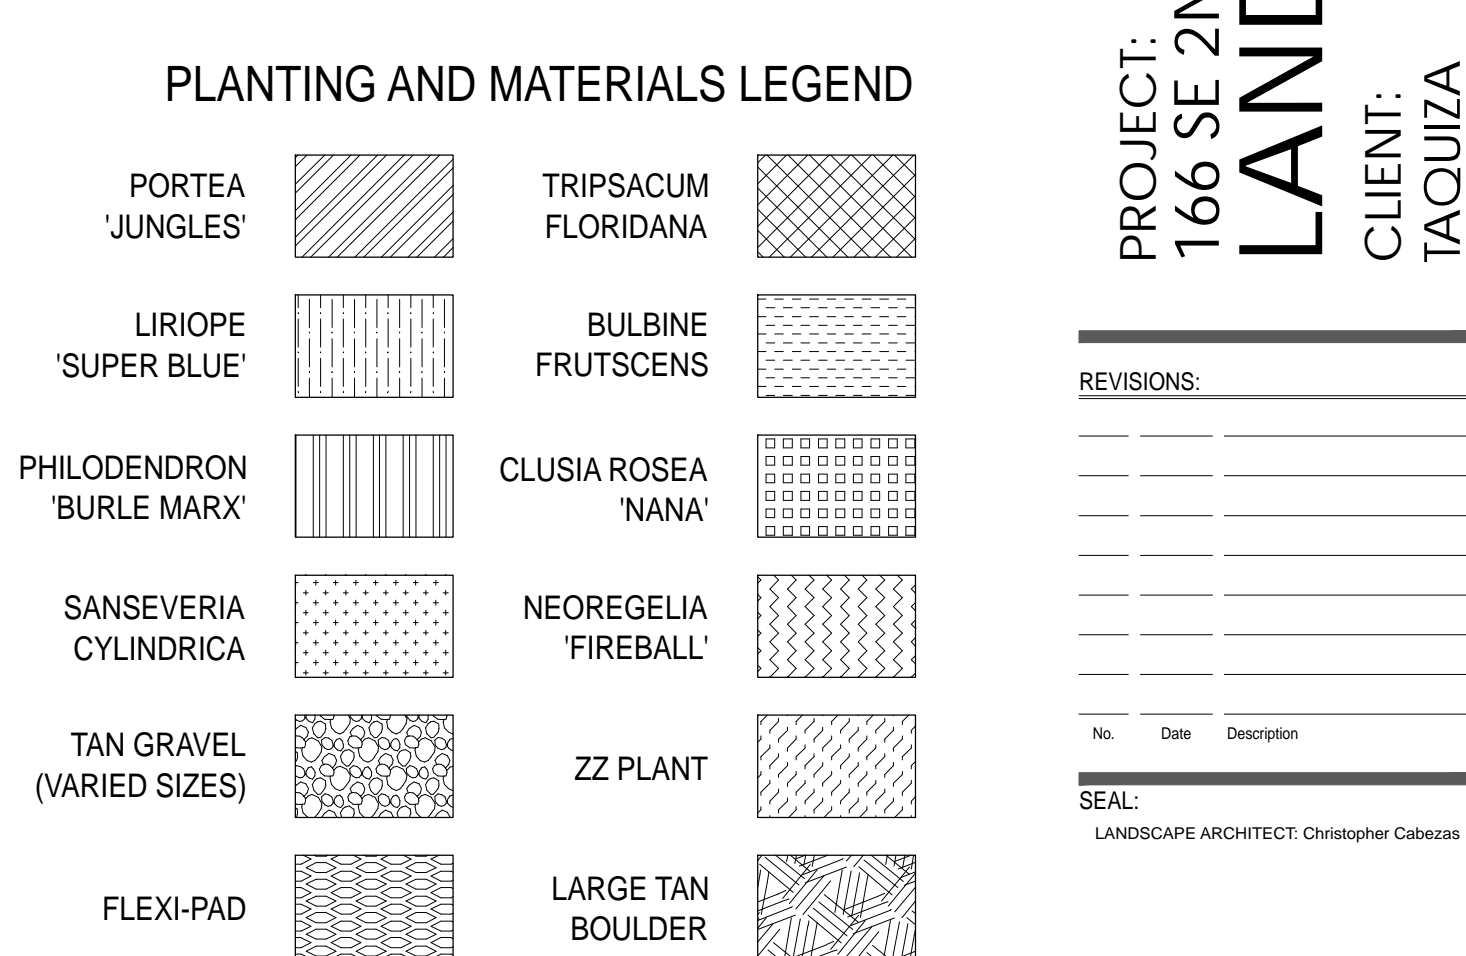 PLANTING AND MATERIALS LEGEND
PORTEA
'JUNGLES'
TRIPSACUM
FLORIDANA
LIRIOPE
'SUPER BLUE'
BULBINE
FRUTSCENS
PHILODENDRON
'BURLE MARX'
CLUSIA ROSEA
'NANA'
SANSEVERIA
CYLINDRICA
NEOREGELIA
'FIREBALL'
TAN GRAVEL
(VARIED SIZES)
ZZ PLANT
FLEXI-PAD
LARGE TAN
BOULDER
PROJECT:
166 SE 2N
LAND
CLIENT:
TAQUIZA
REVISIONS:
No. Date Description
SEAL:
LANDSCAPE ARCHITECT: Christopher Cabezas